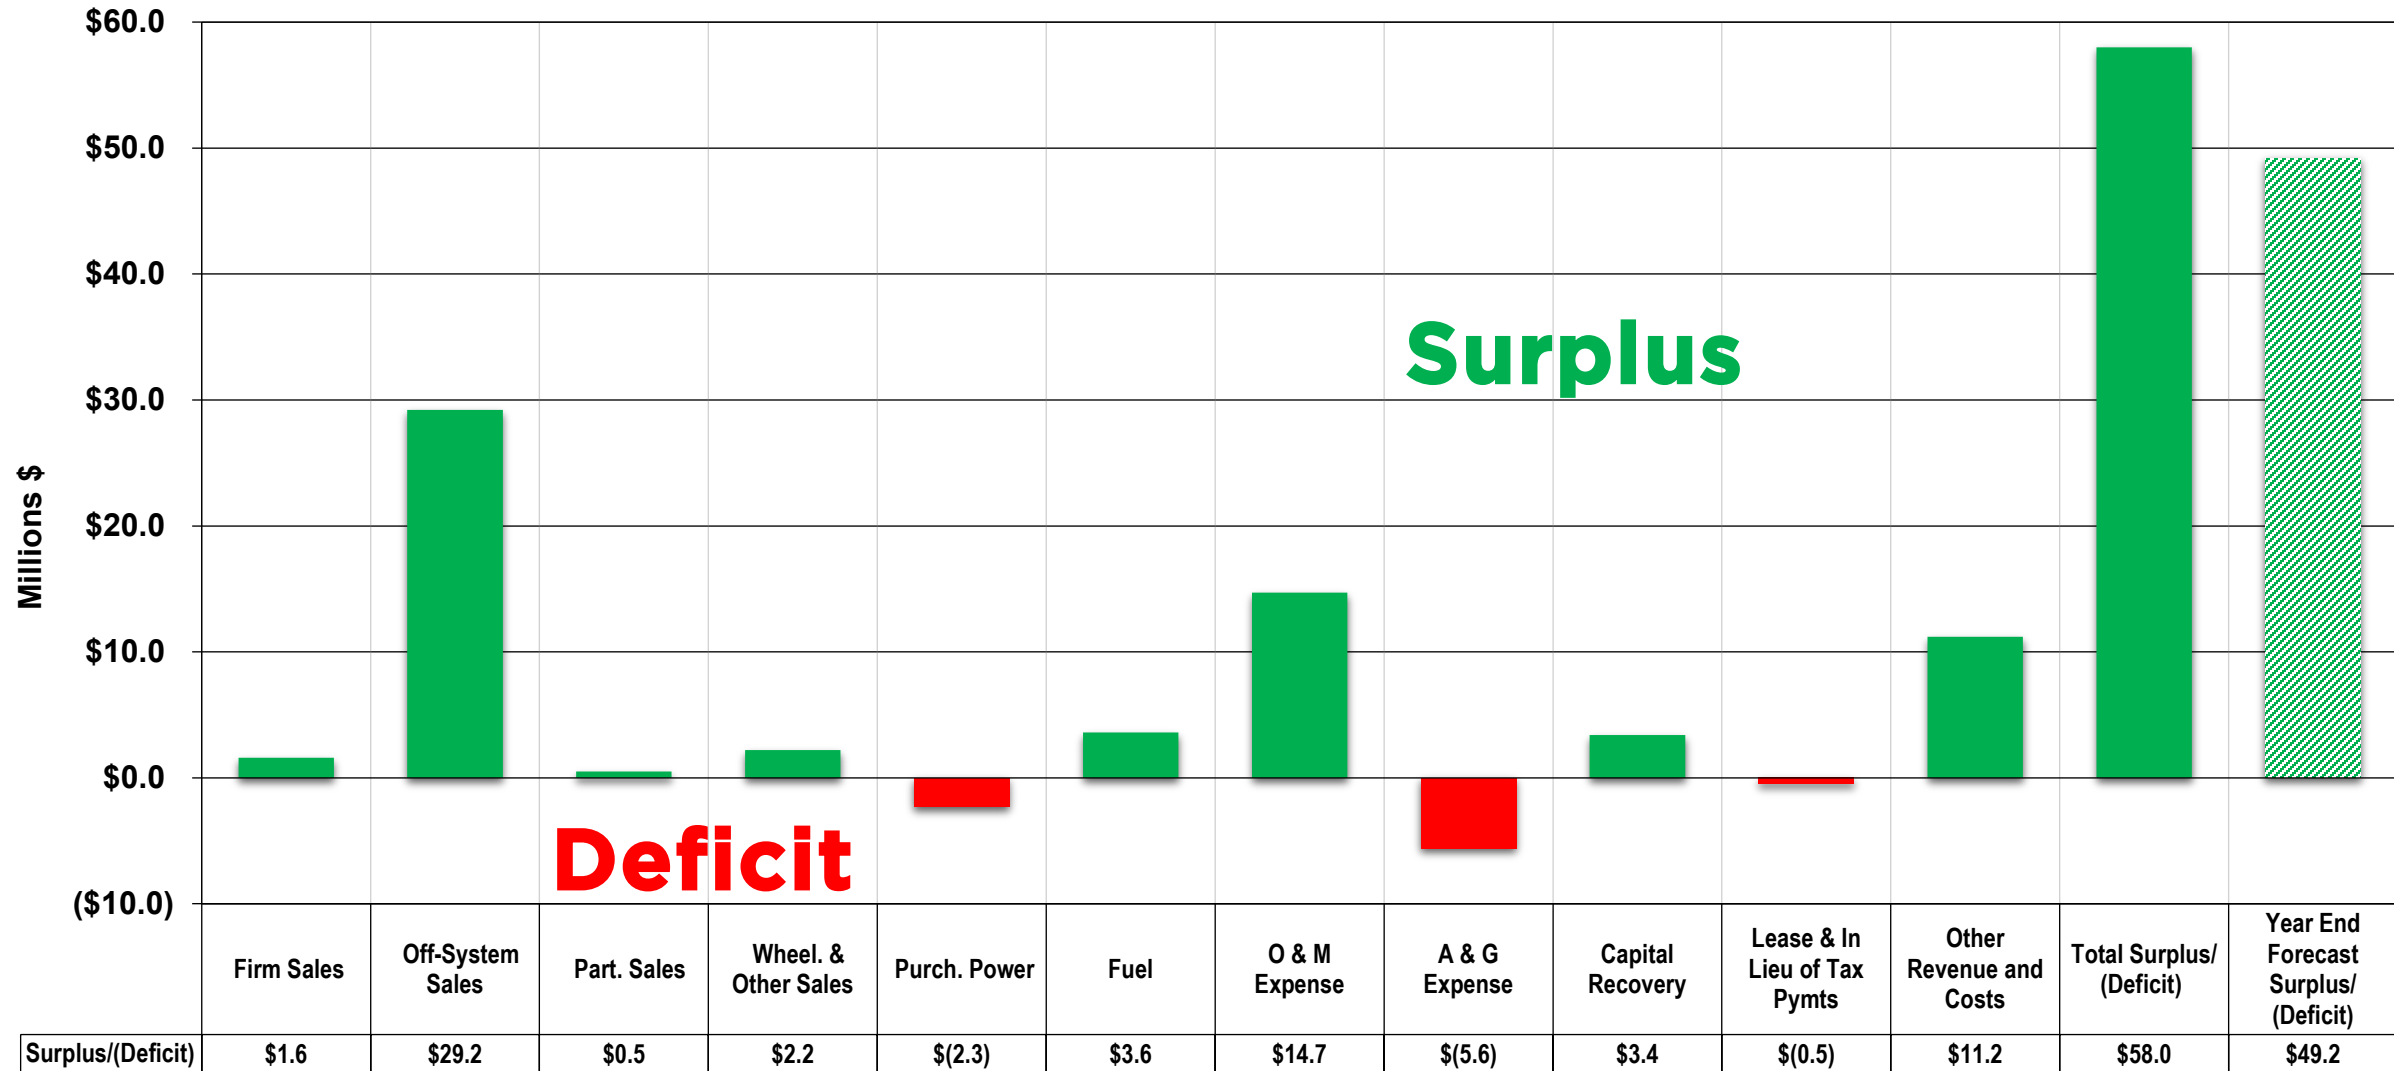 $60.0
$50.0
$40.0
$30.0
$20.0
$10.0
$0.0
($10.0)
Millions $
Surplus
Deficit
Firm Sales
Off-System
Sales
Part. Sales
Wheel. &
Other Sales
Purch. Power
Fuel
O & M
Expense
A & G
Expense
Capital
Recovery
Lease & In
Lieu of Tax
Pymts
Other
Revenue and
Costs
Total Surplus/
(Deficit)
Year End
Forecast
Surplus/
(Deficit)
Surplus/(Deficit) $1.6 $29.2 $0.5 $2.2 $(2.3) $3.6 $14.7 $(5.6) $3.4 $(0.5) $11.2 $58.0 $49.2